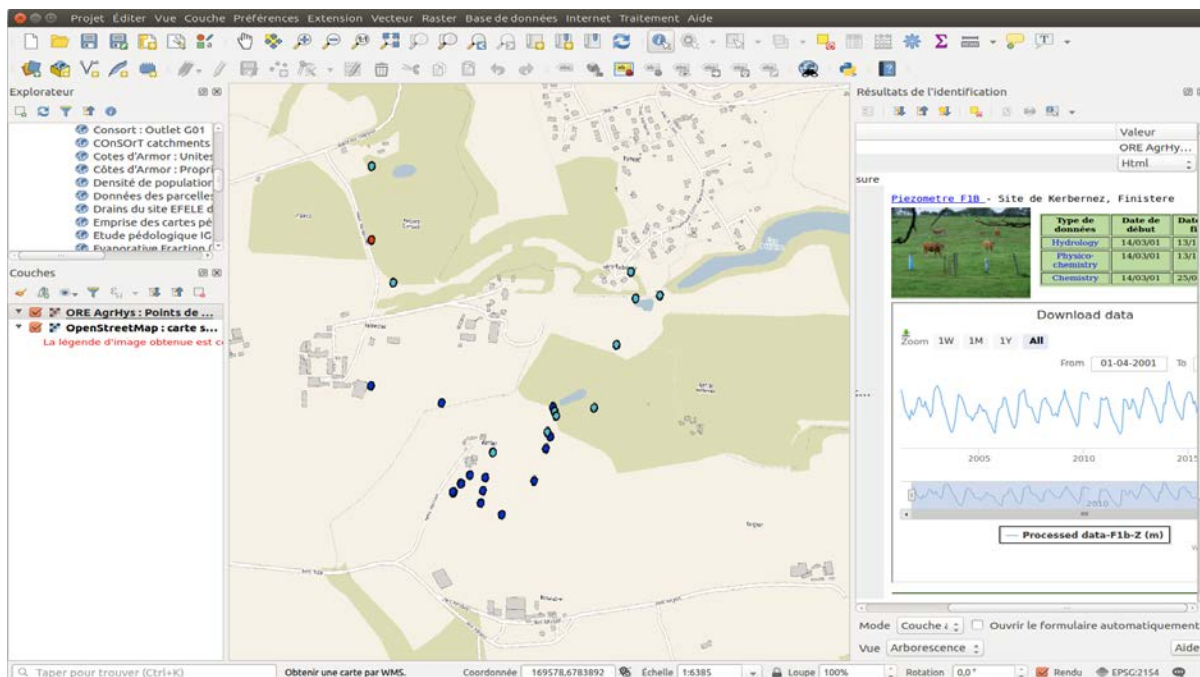 Projet Éditer Vue Couche Préférences Extension Vecteur Raster Base de données Internet Traitement Aide
Explorateur
Consort : Outlet G01
COnSOrT catchments
Cotes d'Armor : Unites
Côtes d'Armor : Propri
Densité de population
Données des parcelles
Drains du site EFELE d
Emprise des cartes pé
Etude pédologique IG
Evaporative Fraction (
Couches
ORE AgrHys : Points de ...
OpenStreetMap : carte s...
La légende d'image obtenue est c
Résultats de l'identification
Valeur
ORE AgrHy...
Html
sure
Piezometre F1B - Site de Kerbernez, Finistere
Type de données
Date de début
Hydrology 14/03/01 13/1
Physico-chemistry 14/03/01 13/1
Chemistry 14/03/01 25/0
Download data
Zoom 1W 1M 1Y All
From 01-04-2001 To
2005 2010 2015
2010
Processed data-F1b-Z (m)
Mode Couche Ouvrir le formulaire automatiquement
Vue Arborescence Aide
Taper pour trouver (Ctrl+K) Obtenir une carte par WMS. Coordonnée 169578,6783892 Échelle 1:6385 Loupe 100% Rotation 0,0° Rendu EPSG:2154